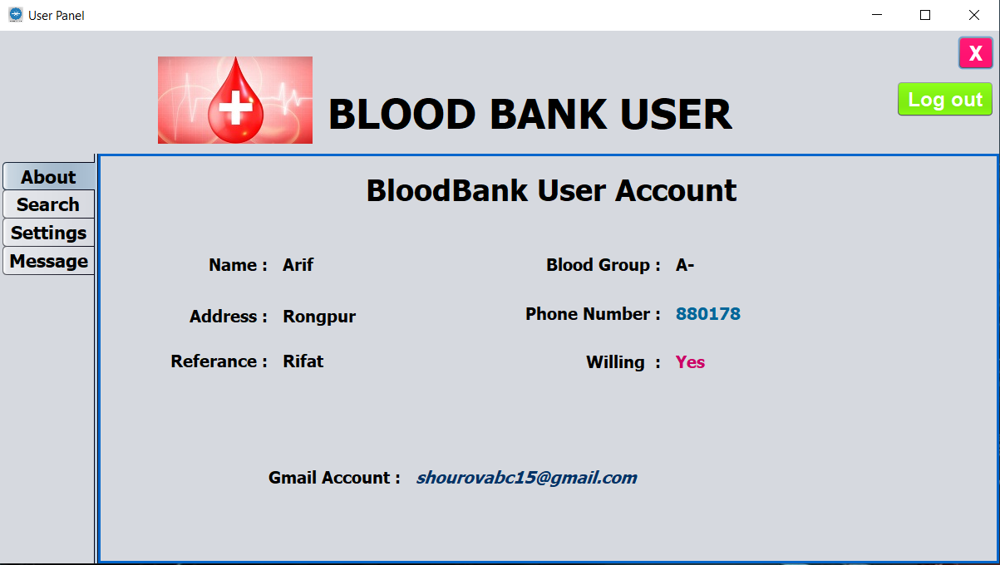 User Panel
X
Log out
BLOOD BANK USER
About
Search
Settings
Message
BloodBank User Account
Name : Arif
Blood Group : A-
Address : Rongpur
Phone Number : 880178
Referance : Rifat
Willing : Yes
Gmail Account : shourovabc15@gmail.com